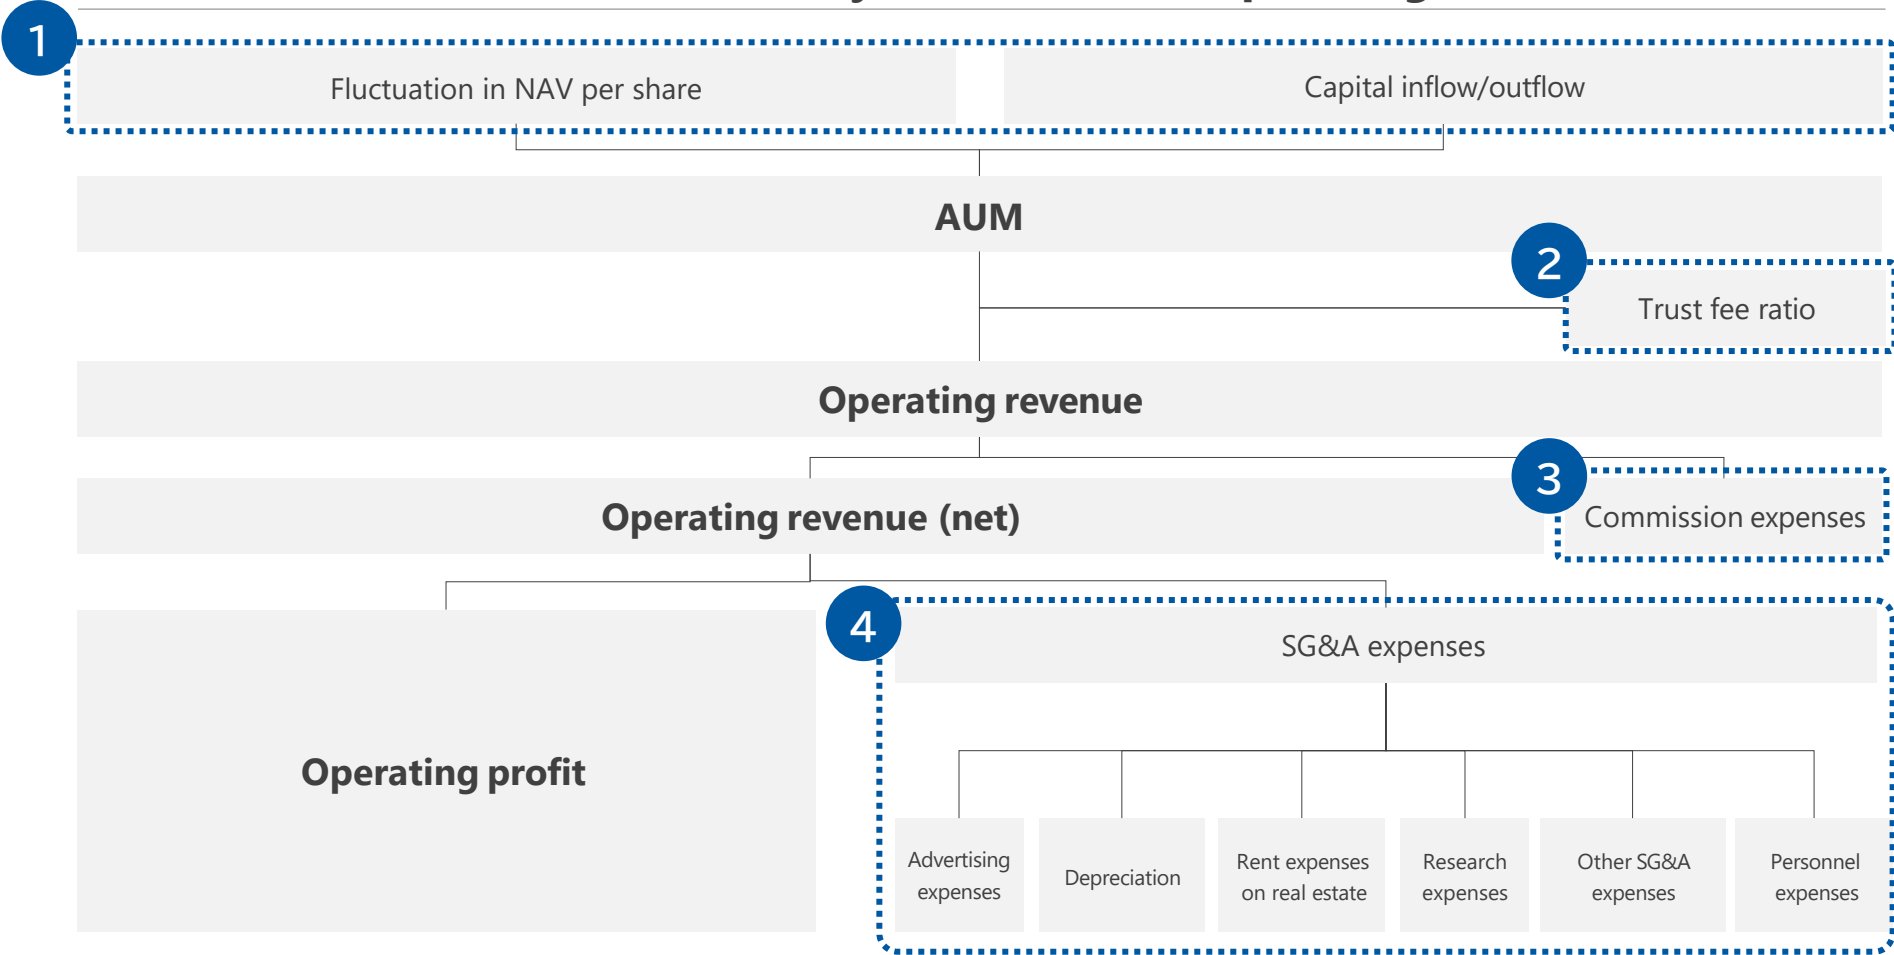 1
Fluctuation in NAV per share
Capital inflow/outflow
AUM
2
Trust fee ratio
Operating revenue
3
Operating revenue (net)
Commission expenses
4
SG&A expenses
Operating profit
Advertising
expenses
Depreciation
Rent expenses
on real estate
Research
expenses
Other SG&A
expenses
Personnel
expenses